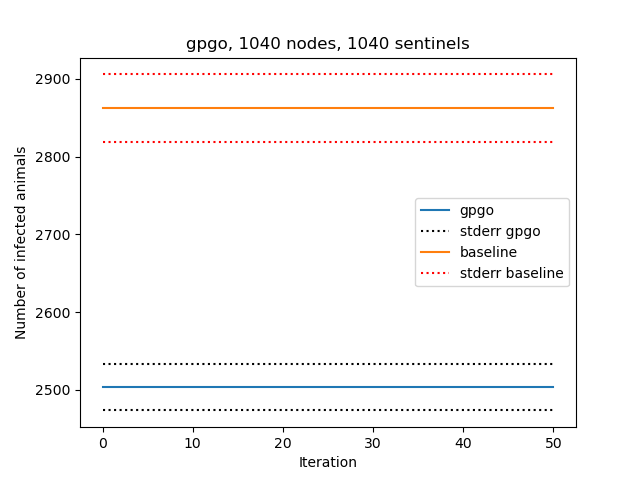 gpgo, 1040 nodes, 1040 sentinels
Number of infected animals
2900
2800
2700
2600
2500
gpgo
stderr gpgo
baseline
stderr baseline
0 10 20 30 40 50
Iteration